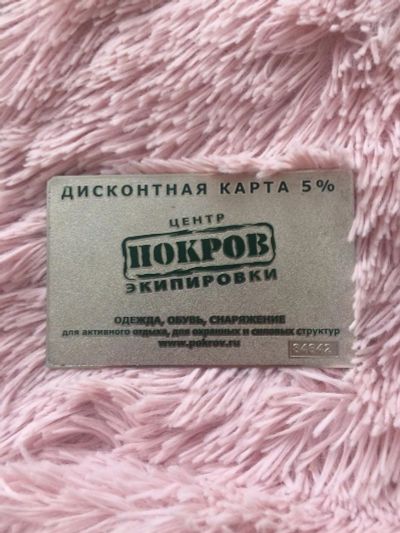 ДИСКОНТНАЯ КАРТА 5%
ЦЕНТР
ПОКРОВ
ЭКИПИРОВКИ
ОДЕЖДА, ОБУВЬ, СНАРЯЖЕНИЕ
для активного отдыха, для охранных и силовых структур
www.pokrov.ru
34342